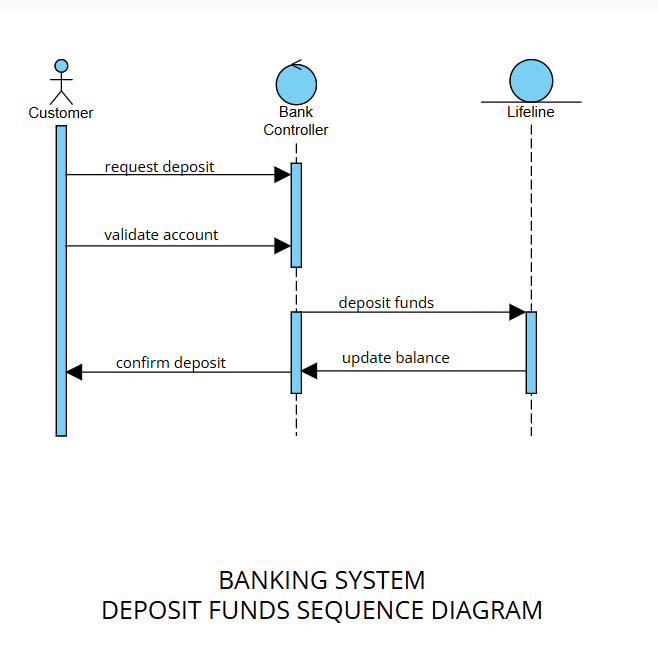 Customer
Bank
Controller
Lifeline
request deposit
validate account
deposit funds
update balance
confirm deposit
BANKING SYSTEM
DEPOSIT FUNDS SEQUENCE DIAGRAM